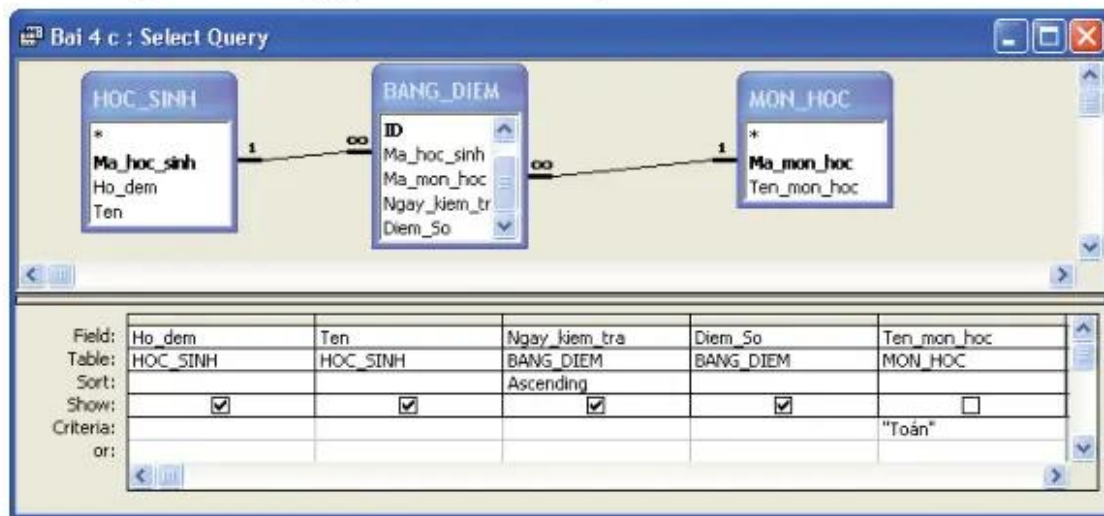 Bai 4 c : Select Query
HOC_SINH
*
Ma_hoc_sinh
Ho_dem
Ten
1
∞
BANG_DIEM
ID
Ma_hoc_sinh
Ma_mon_hoc
Ngay_kiem_tr
Diem_So
∞
1
MON_HOC
*
Ma_mon_hoc
Ten_mon_hoc
Field: Ho_dem Ten Ngay_kiem_tra Diem_So Ten_mon_hoc
Table: HOC_SINH HOC_SINH BANG_DIEM BANG_DIEM MON_HOC
Sort: Ascending
Show:
Criteria: "Toán"
or: